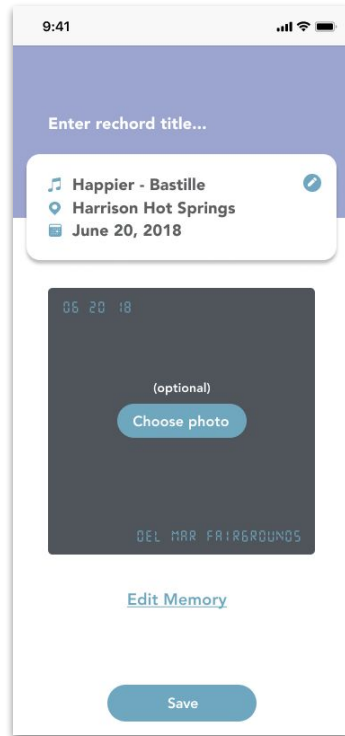 9:41
Enter rechord title...
Happier - Bastille
Harrison Hot Springs
June 20, 2018
06 20 18
(optional)
Choose photo
DEL MAR FAIRGROUNDS
Edit Memory
Save